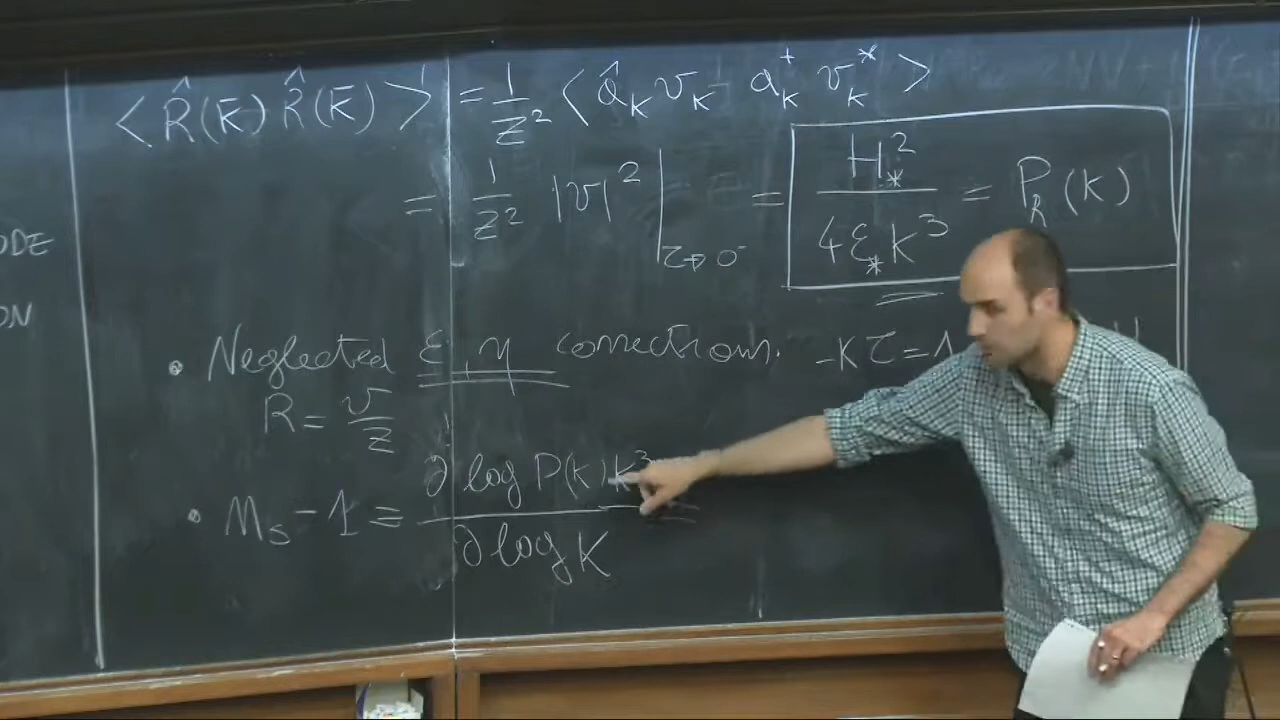 < R̂(k̄) R̂(k̄) > = 1/z² < â_k v_k - a_k^+ v_k^* >
= 1/z² |v|² |_{τ→0^-} = H_*² / 4ε_* k³ = P_R(k)
ODE
ON
• Neglected ε, η corrections. -kτ=1
R = v/z
• n_s - 1 ≡ ∂ log P(k) k³ / ∂ log k